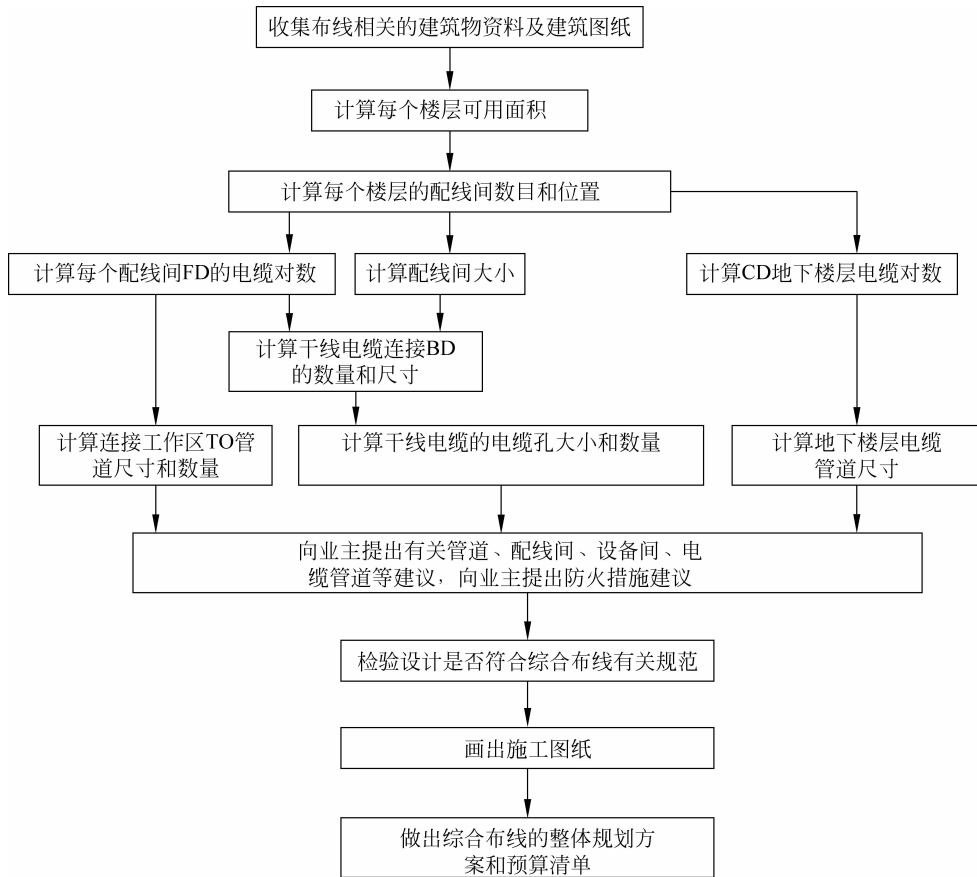 收集布线相关的建筑物资料及建筑图纸
计算每个楼层可用面积
计算每个楼层的配线间数目和位置
计算每个配线间FD的电缆对数
计算配线间大小
计算CD地下楼层电缆对数
计算干线电缆连接BD
的数量和尺寸
计算连接工作区TO管
道尺寸和数量
计算干线电缆的电缆孔大小和数量
计算地下楼层电缆
管道尺寸
向业主提出有关管道、配线间、设备间、电
缆管道等建议，向业主提出防火措施建议
检验设计是否符合综合布线有关规范
画出施工图纸
做出综合布线的整体规划方
案和预算清单